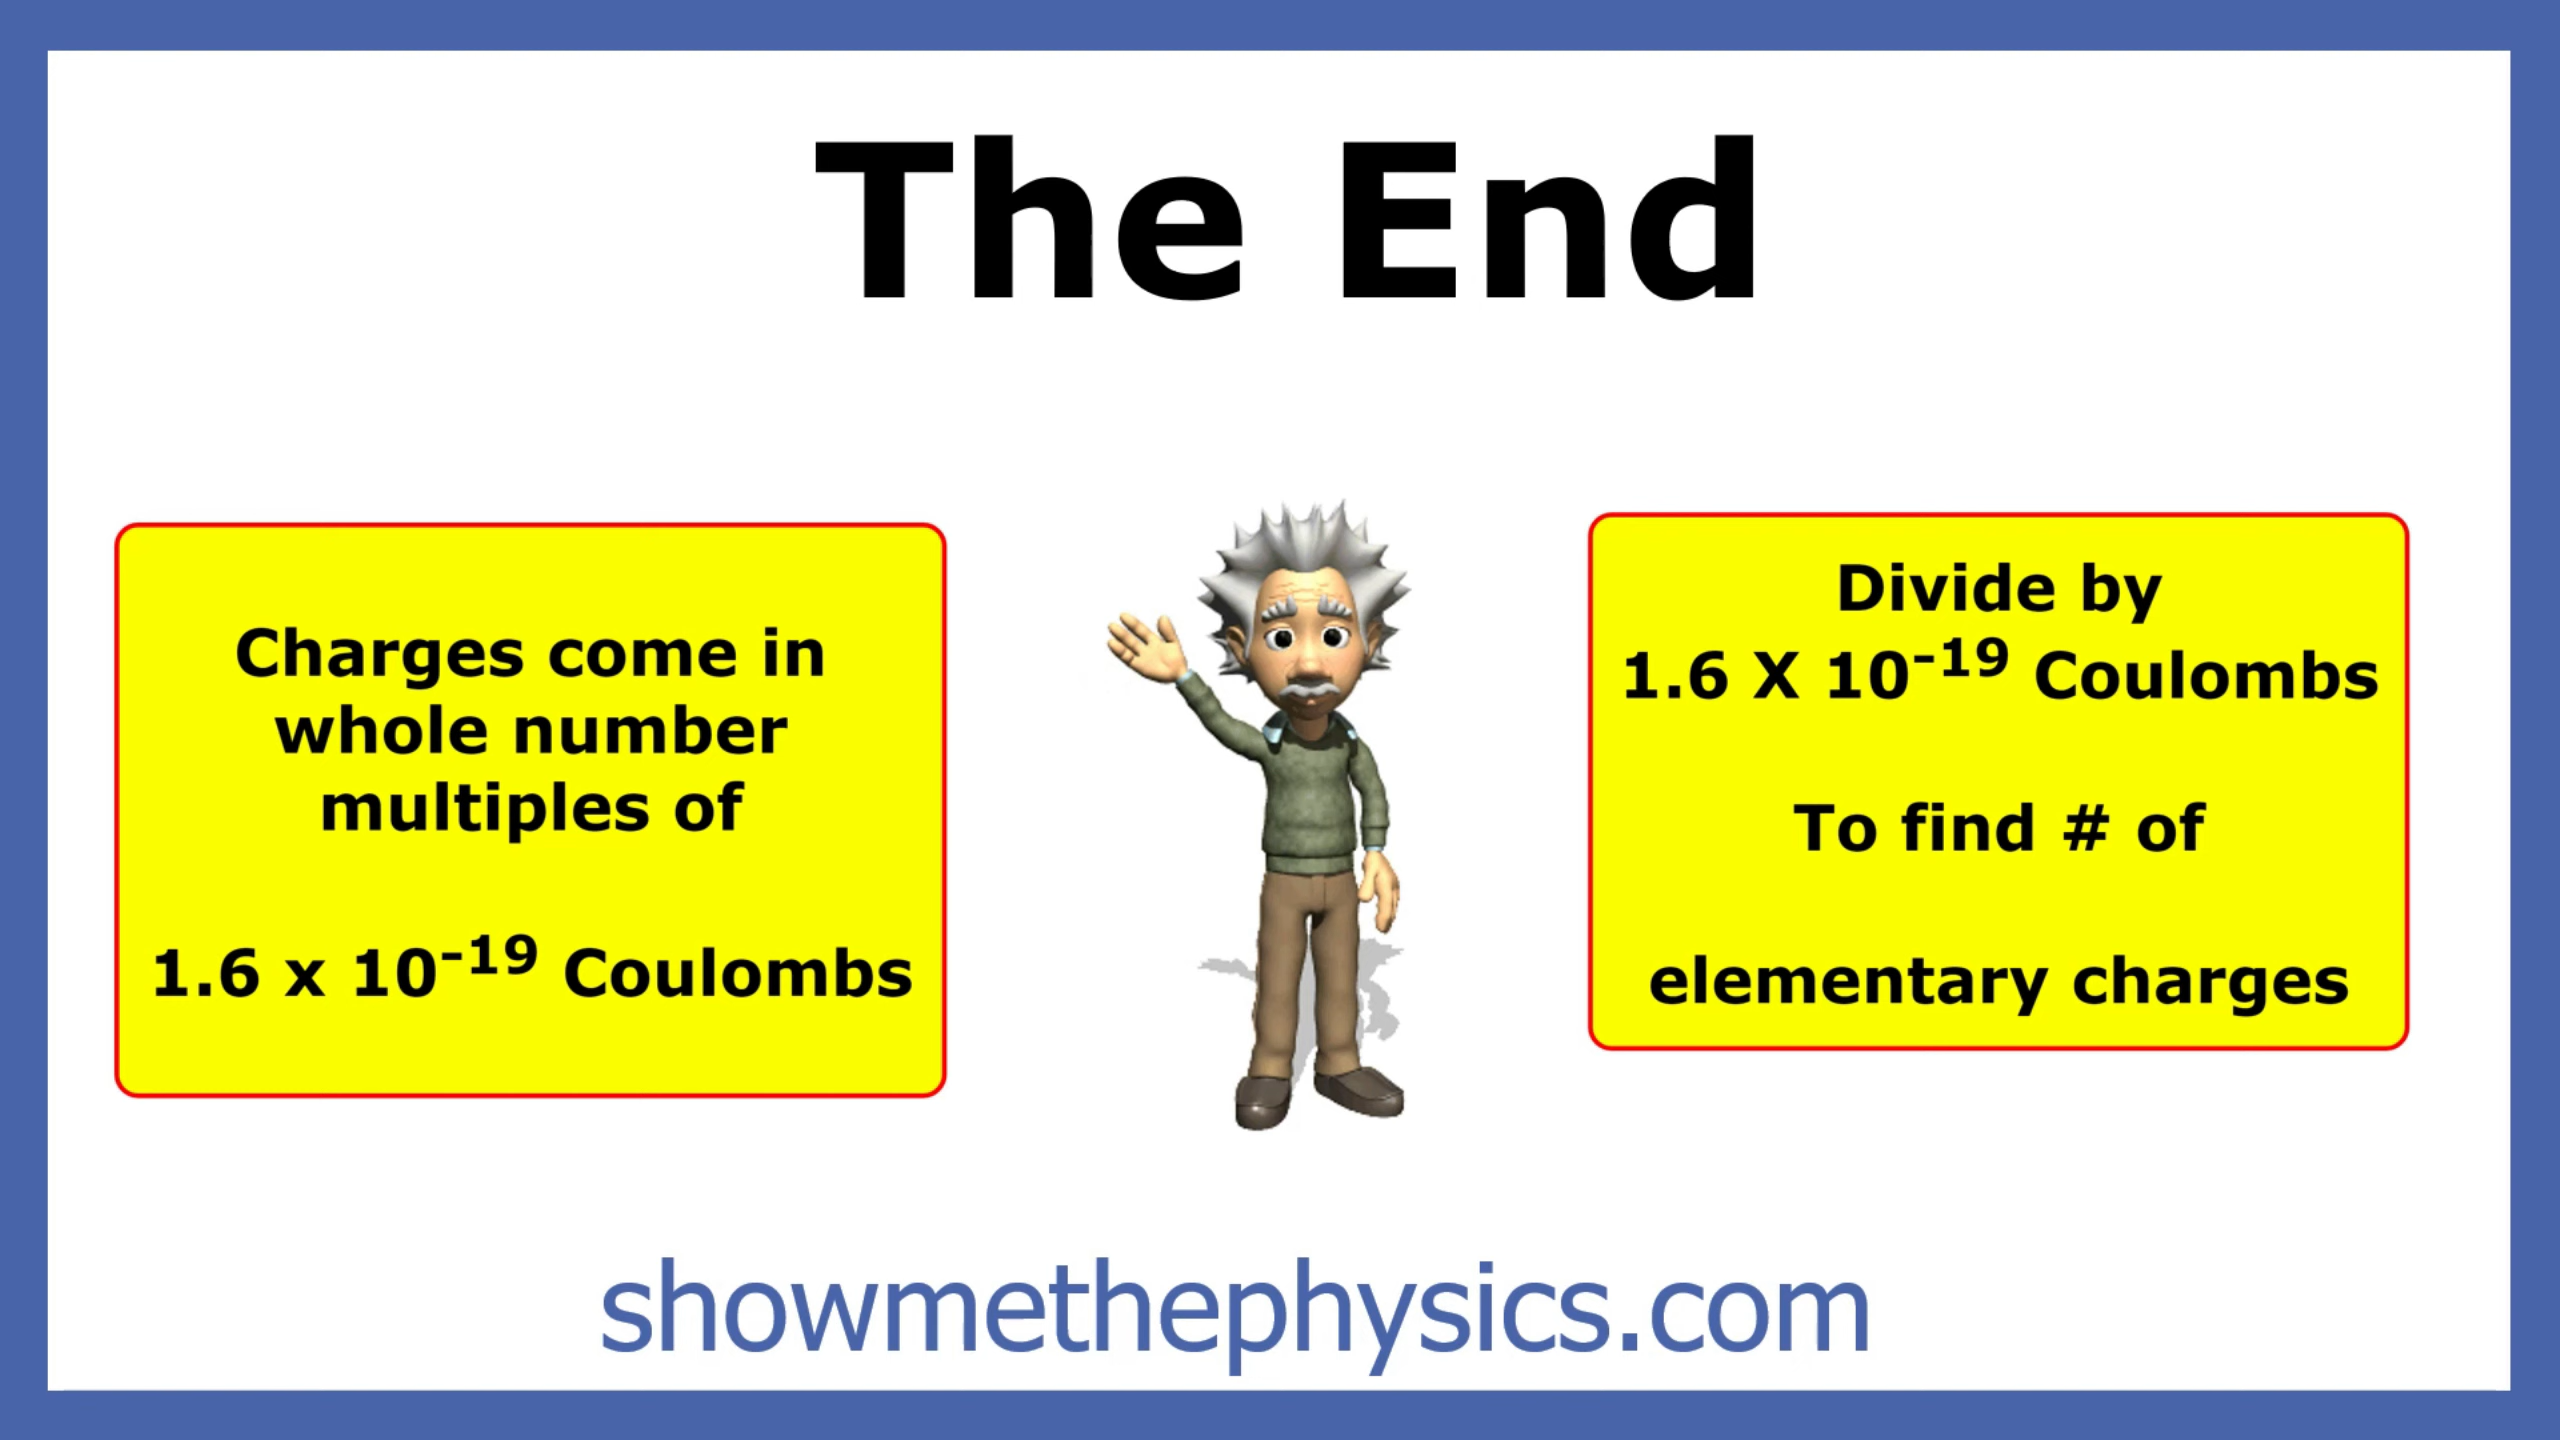 The End
Charges come in
whole number
multiples of
1.6 x 10⁻¹⁹ Coulombs
Divide by
1.6 X 10⁻¹⁹ Coulombs
To find # of
elementary charges
showmethephysics.com